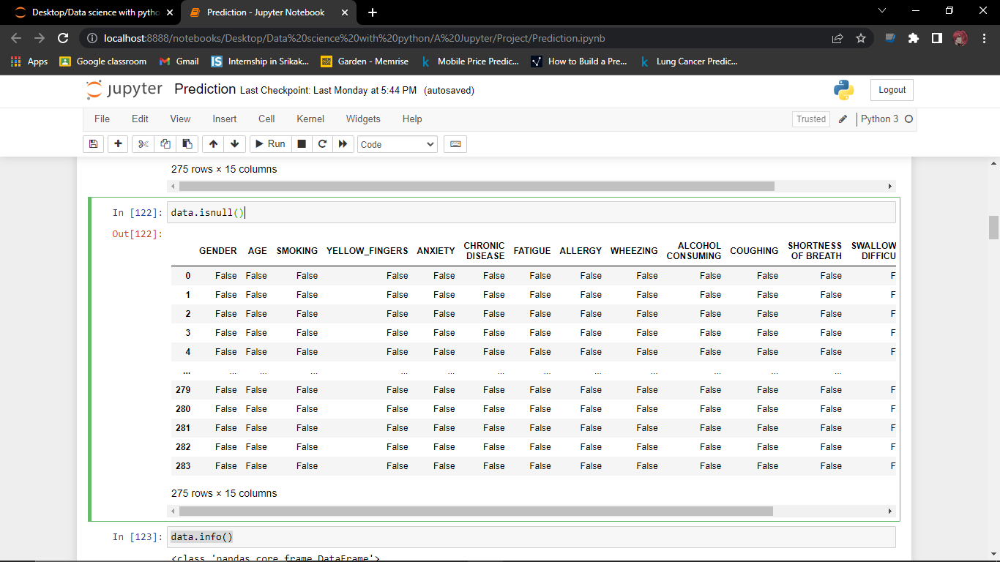 Desktop/Data science with pytho
Prediction - Jupyter Notebook
localhost:8888/notebooks/Desktop/Data%20science%20with%20python/A%20Jupyter/Project/Prediction.ipynb
Apps Google classroom Gmail IS Internship in Srikak... Garden - Memrise k Mobile Price Predic... How to Build a Pre... k Lung Cancer Predic...
jupyter Prediction Last Checkpoint: Last Monday at 5:44 PM (autosaved)
Logout
File Edit View Insert Cell Kernel Widgets Help
Trusted Python 3
Run Code
275 rows × 15 columns
In [122]: data.isnull()
Out[122]:
GENDER AGE SMOKING YELLOW_FINGERS ANXIETY CHRONIC DISEASE FATIGUE ALLERGY WHEEZING ALCOHOL CONSUMING COUGHING SHORTNESS OF BREATH SWALLOW DIFFICU
0 False False False False False False False False False False False False F
1 False False False False False False False False False False False False F
2 False False False False False False False False False False False False F
3 False False False False False False False False False False False False F
4 False False False False False False False False False False False False F
... ... ... ... ... ... ... ... ... ... ... ... ...
279 False False False False False False False False False False False False F
280 False False False False False False False False False False False False F
281 False False False False False False False False False False False False F
282 False False False False False False False False False False False False F
283 False False False False False False False False False False False False F
275 rows × 15 columns
In [123]: data.info()
<class 'pandas.core.frame.DataFrame'>